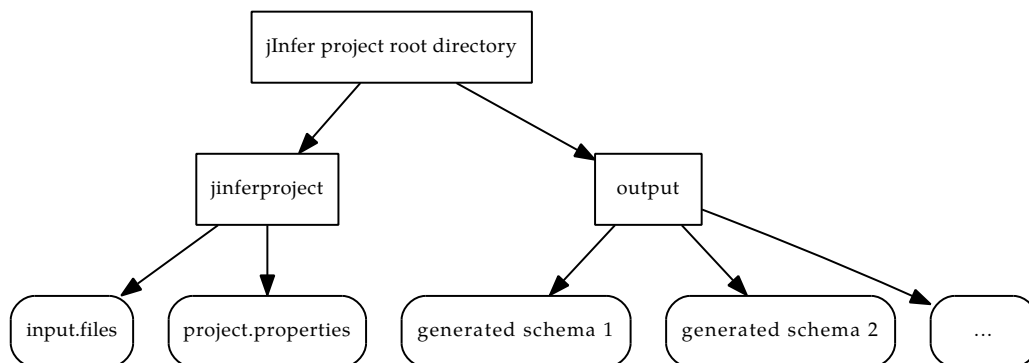 jInfer project root directory
jinferproject
output
input.files
project.properties
generated schema 1
generated schema 2
...